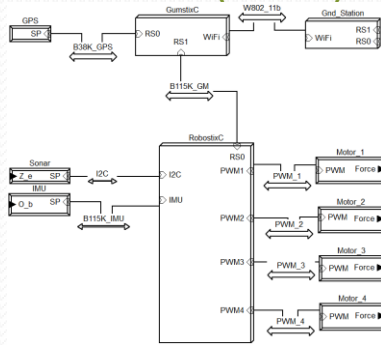 GPS
SP
B38K_GPS
GumstixC
RS0
RS1
WiFi
W802_11b
Gnd_Station
WiFi
RS1
RS0
B115K_GM
RobostixC
RS0
Sonar
Z_e
SP
I2C
I2C
IMU
O_b
SP
B115K_IMU
IMU
PWM1
PWM_1
Motor_1
PWM
Force
PWM2
PWM_2
Motor_2
PWM
Force
PWM3
PWM_3
Motor_3
PWM
Force
PWM4
PWM_4
Motor_4
PWM
Force